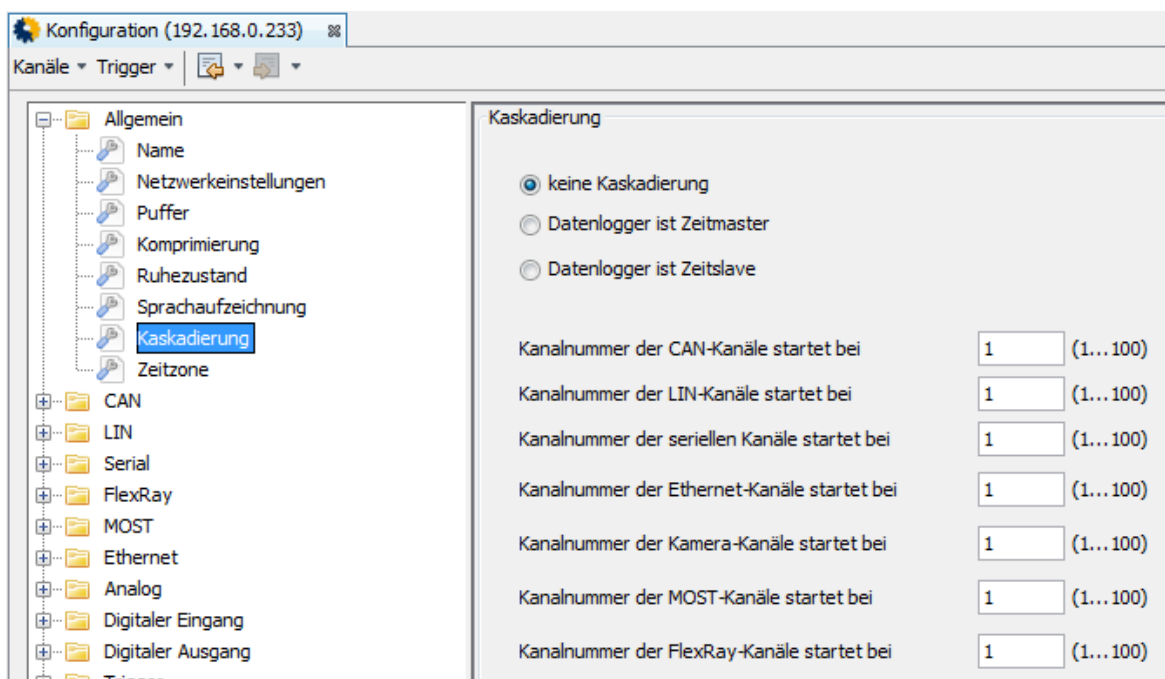 Konfiguration (192.168.0.233)
Kanäle Trigger
Allgemein
Name
Netzwerkeinstellungen
Puffer
Komprimierung
Ruhezustand
Sprachaufzeichnung
Kaskadierung
Zeitzone
CAN
LIN
Serial
FlexRay
MOST
Ethernet
Analog
Digitaler Eingang
Digitaler Ausgang
Trigger
Kaskadierung
keine Kaskadierung
Datenlogger ist Zeitmaster
Datenlogger ist Zeitslave
Kanalnummer der CAN-Kanäle startet bei 1 (1...100)
Kanalnummer der LIN-Kanäle startet bei 1 (1...100)
Kanalnummer der seriellen Kanäle startet bei 1 (1...100)
Kanalnummer der Ethernet-Kanäle startet bei 1 (1...100)
Kanalnummer der Kamera-Kanäle startet bei 1 (1...100)
Kanalnummer der MOST-Kanäle startet bei 1 (1...100)
Kanalnummer der FlexRay-Kanäle startet bei 1 (1...100)